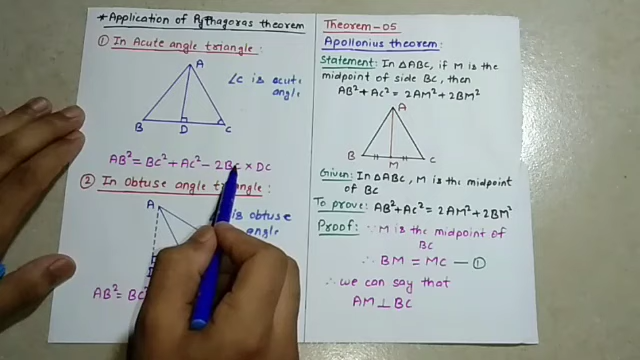 * Application of Pythagoras theorem
① In Acute angle triangle :
A
∠C is acute
angle
B
D
C
AB² = BC² + AC² − 2BC × DC
② In Obtuse angle triangle :
A
is obtuse
angle
AB² = BC²
Theorem-05
Apollonius theorem:
Statement: In △ABC, if M is the
midpoint of side BC, then
AB² + AC² = 2AM² + 2BM²
A
B
M
C
Given: In △ABC, M is the midpoint
of BC
To prove: AB² + AC² = 2AM² + 2BM²
Proof: ∵ M is the midpoint of
BC
∴ BM = MC — ①
∴ we can say that
AM ⊥ BC